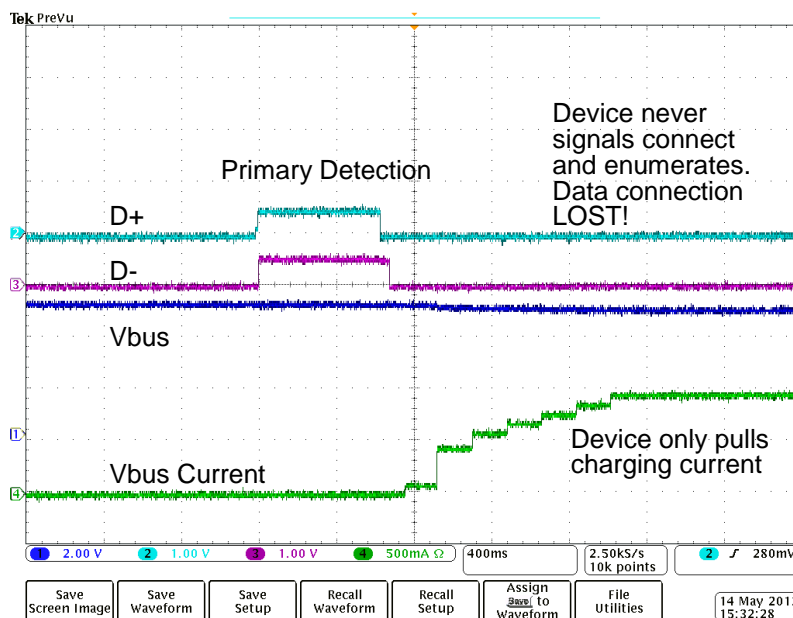 Tek PreVu
Device never
signals connect
and enumerates.
Data connection
LOST!
Primary Detection
D+
2
D-
3
Vbus
1
Vbus Current
Device only pulls
charging current
4
1 2.00 V 2 1.00 V 3 1.00 V 4 500mA Ω 400ms 2.50kS/s 10k points 2 280mV
Save Screen Image
Save Waveform
Save Setup
Recall Waveform
Recall Setup
Assign Save to Waveform
File Utilities
14 May 201
15:32:28